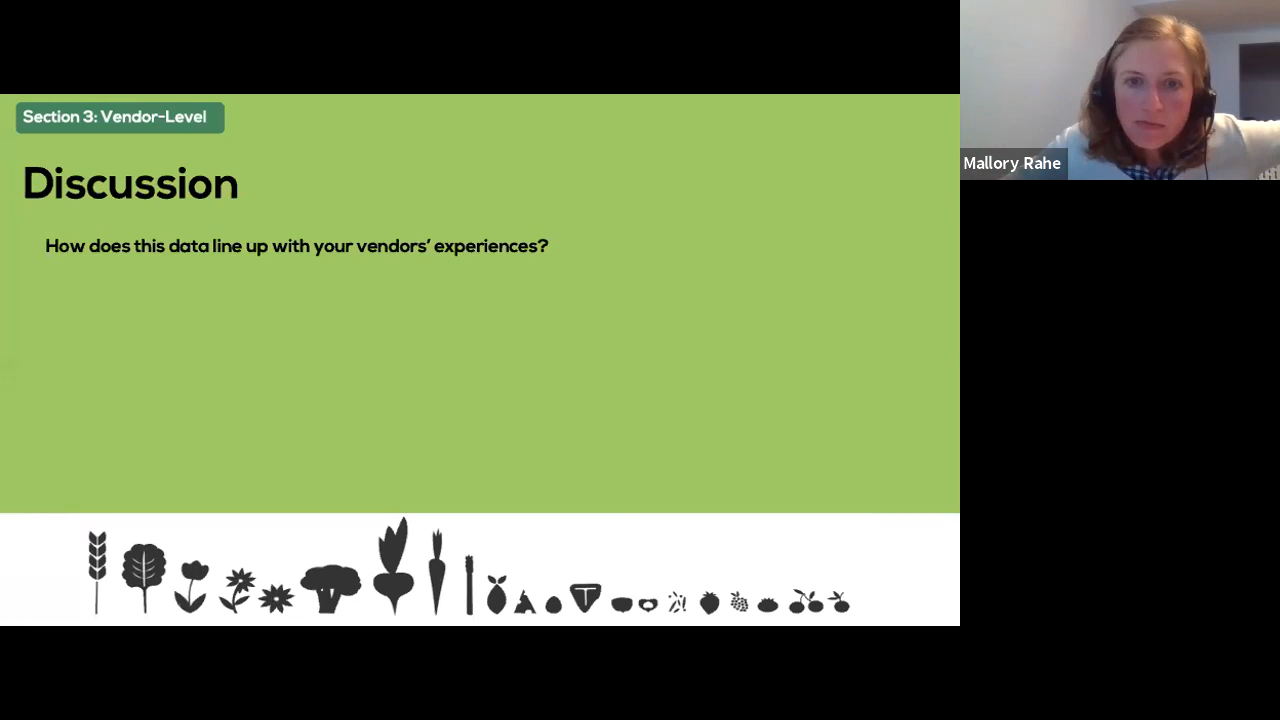 Section 3: Vendor-Level
Discussion
How does this data line up with your vendors’ experiences?
Mallory Rahe